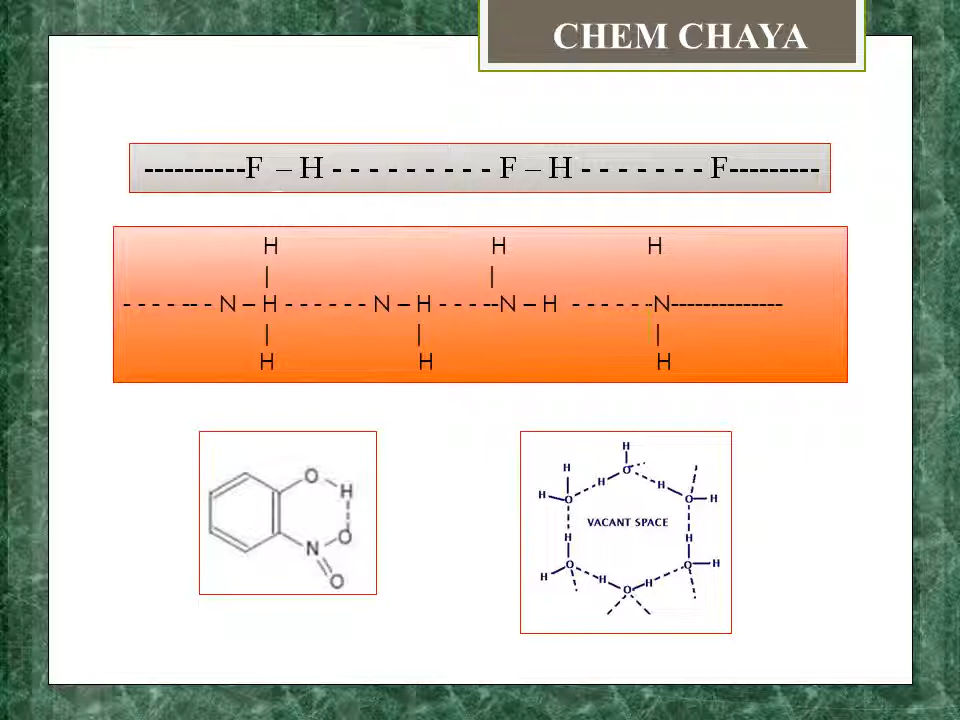 CHEM CHAYA
----------F – H - - - - - - - - - F – H - - - - - - - F---------
H H H
| |
- - - - -- - N – H - - - - - - N – H - - - --N – H - - - - - --N--------------
| | |
H H H
O
H
O
N
O
H
H O
H H
H O O H
VACANT SPACE
H H
H O O H
H H
O